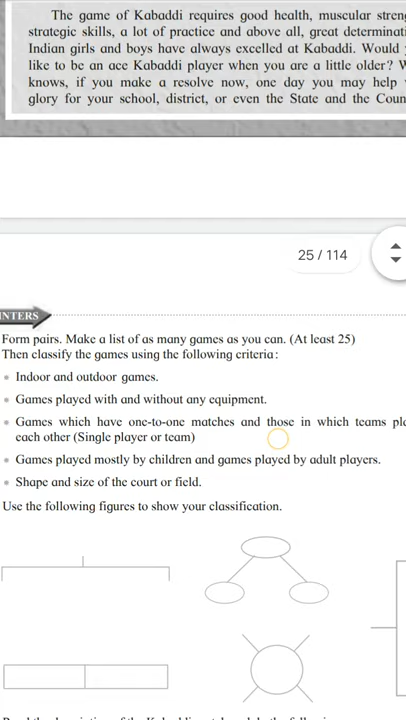 The game of Kabaddi requires good health, muscular
strategic skills, a lot of practice and above all, great
Indian girls and boys have always excelled at Kabaddi. Would
like to be an ace Kabaddi player when you are a little older?
knows, if you make a resolve now, one day you may help
glory for your school, district, or even the State and the
25 / 114
Form pairs. Make a list of as many games as you can. (At least 25)
Then classify the games using the following criteria:
Indoor and outdoor games.
Games played with and without any equipment.
Games which have one-to-one matches and those in which teams
each other (Single player or team)
Games played mostly by children and games played by adult players.
Shape and size of the court or field.
Use the following figures to show your classification.